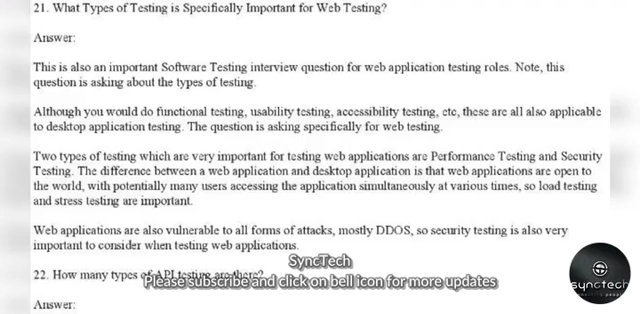 21. What Types of Testing is Specifically Important for Web Testing?
Answer:
This is also an important Software Testing interview question for web application testing roles. Note, this
question is asking about the types of testing.
Although you would do functional testing, usability testing, accessibility testing, etc, these are all also applicable
to desktop application testing. The question is asking specifically for web testing.
Two types of testing which are very important for testing web applications are Performance Testing and Security
Testing. The difference between a web application and desktop application is that web applications are open to
the world, with potentially many users accessing the application simultaneously at various times, so load testing
and stress testing are important.
Web applications are also vulnerable to all forms of attacks, mostly DDOS, so security testing is also very
important to consider when testing web applications.
SyncTech
22. How many types of API testing are there?
Please subscribe and click on bell icon for more updates
synctech
Answer: